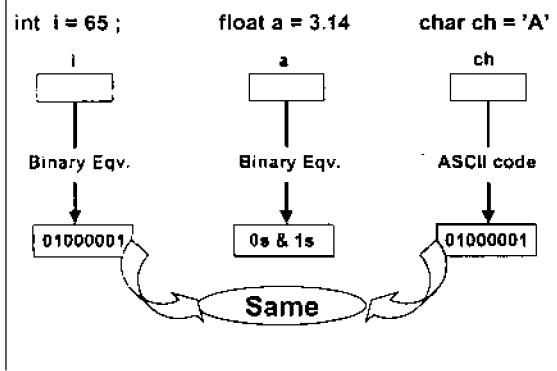 int i = 65 ; float a = 3.14 char ch = 'A'
i a ch
Binary Eqv. Binary Eqv. ASCII code
01000001 0s & 1s 01000001
Same